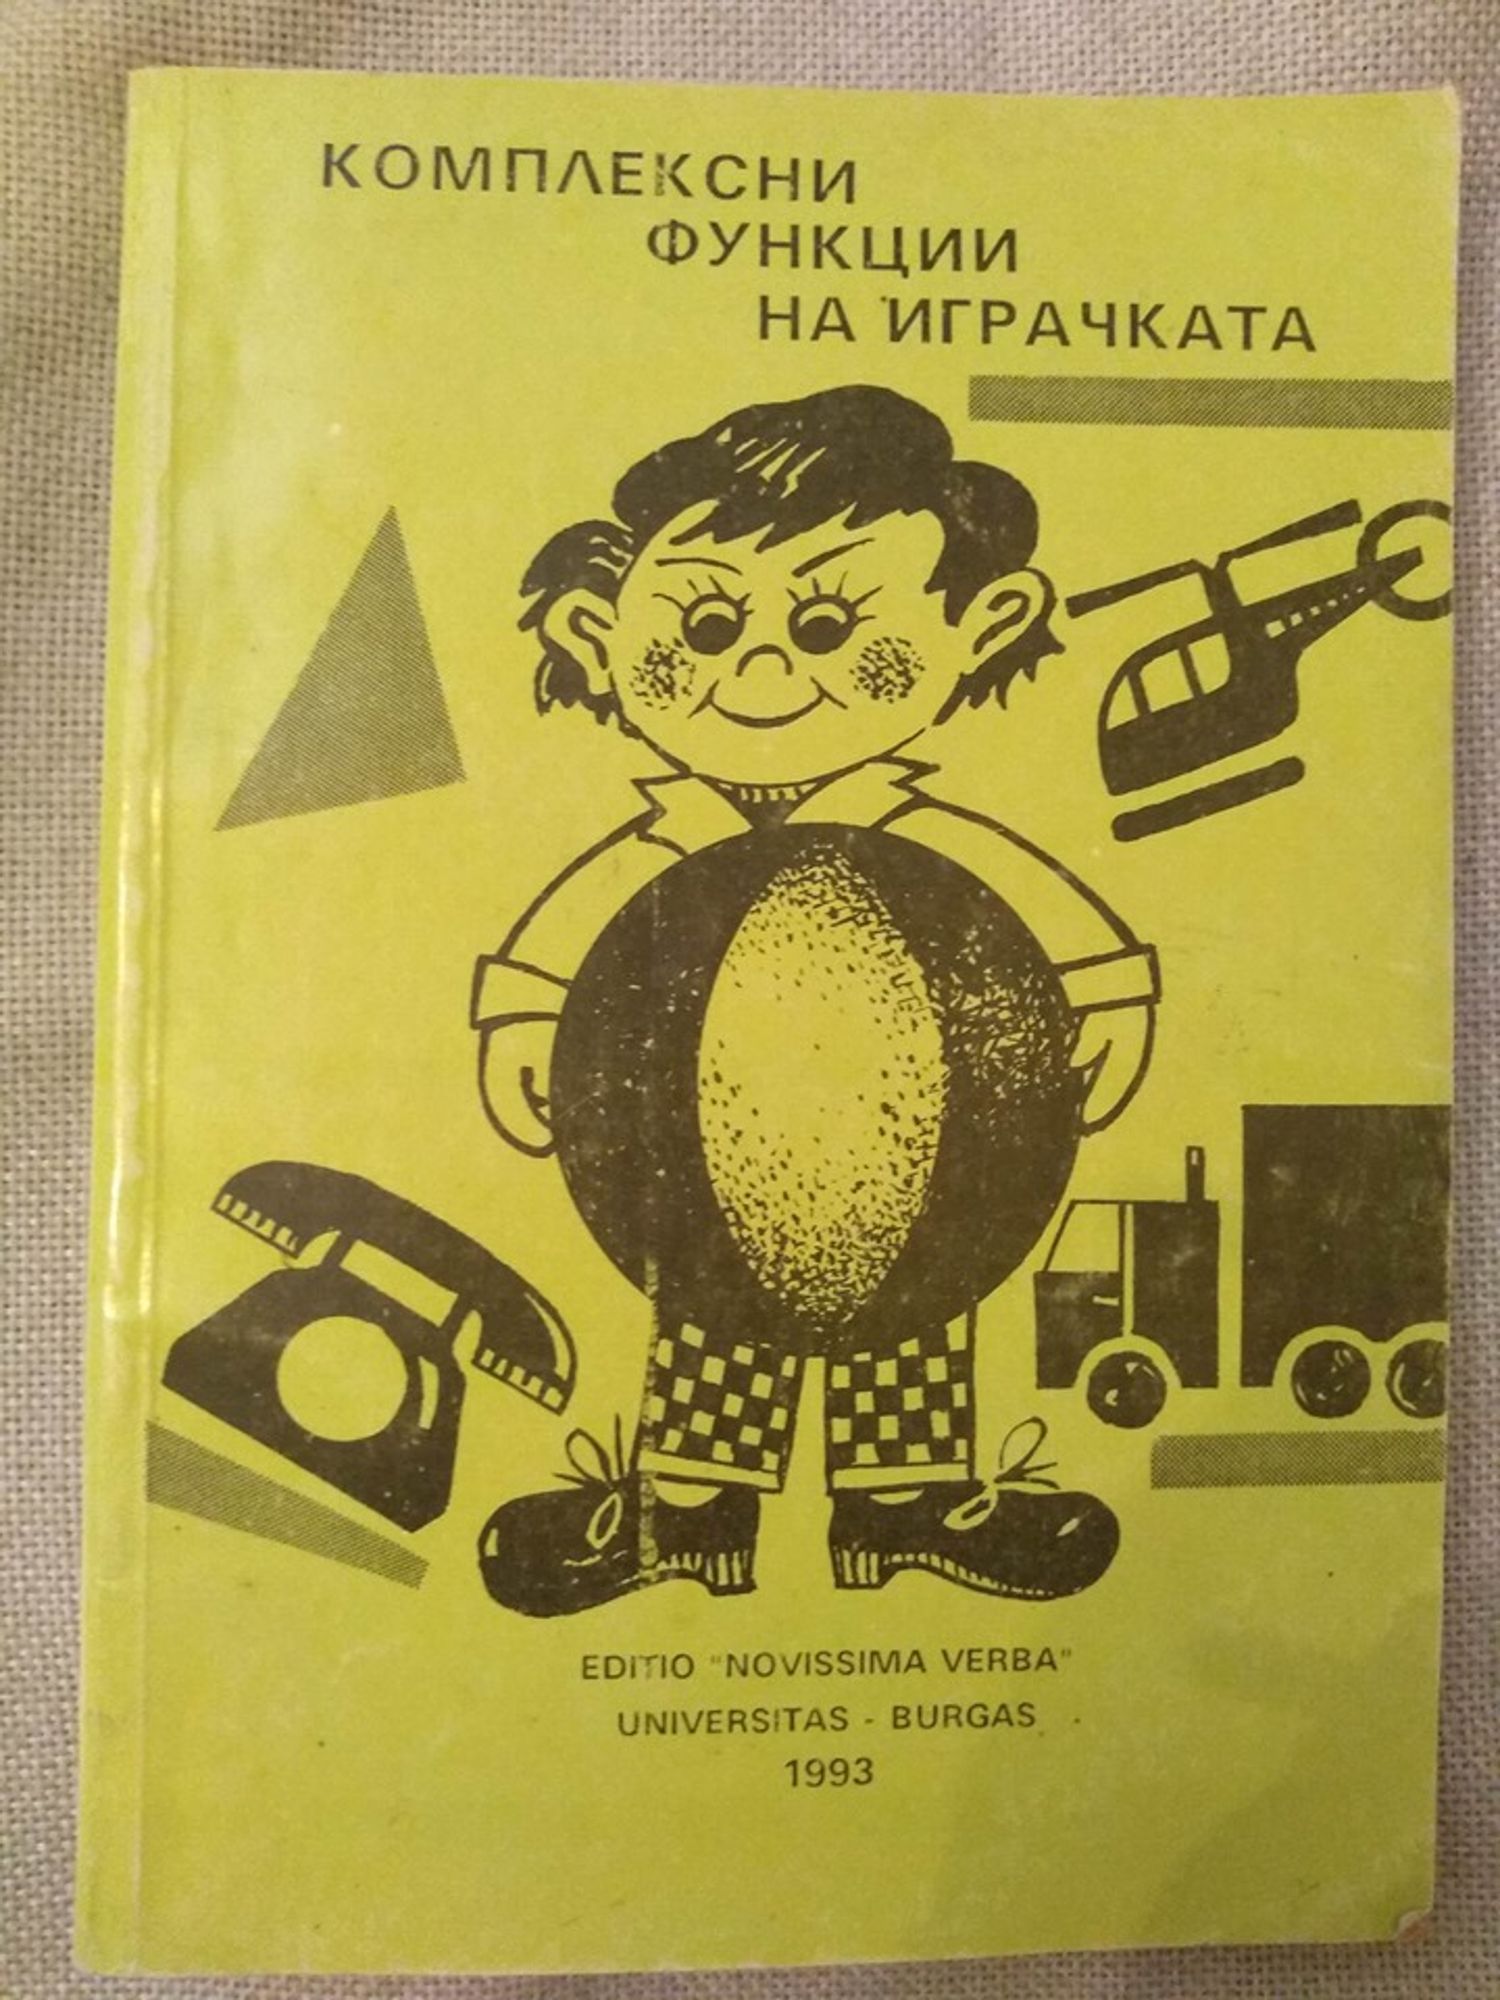 КОМПЛЕКСНИ
ФУНКЦИИ
НА ИГРАЧКАТА
EDITIO "NOVISSIMA VERBA"
UNIVERSITAS - BURGAS
1993